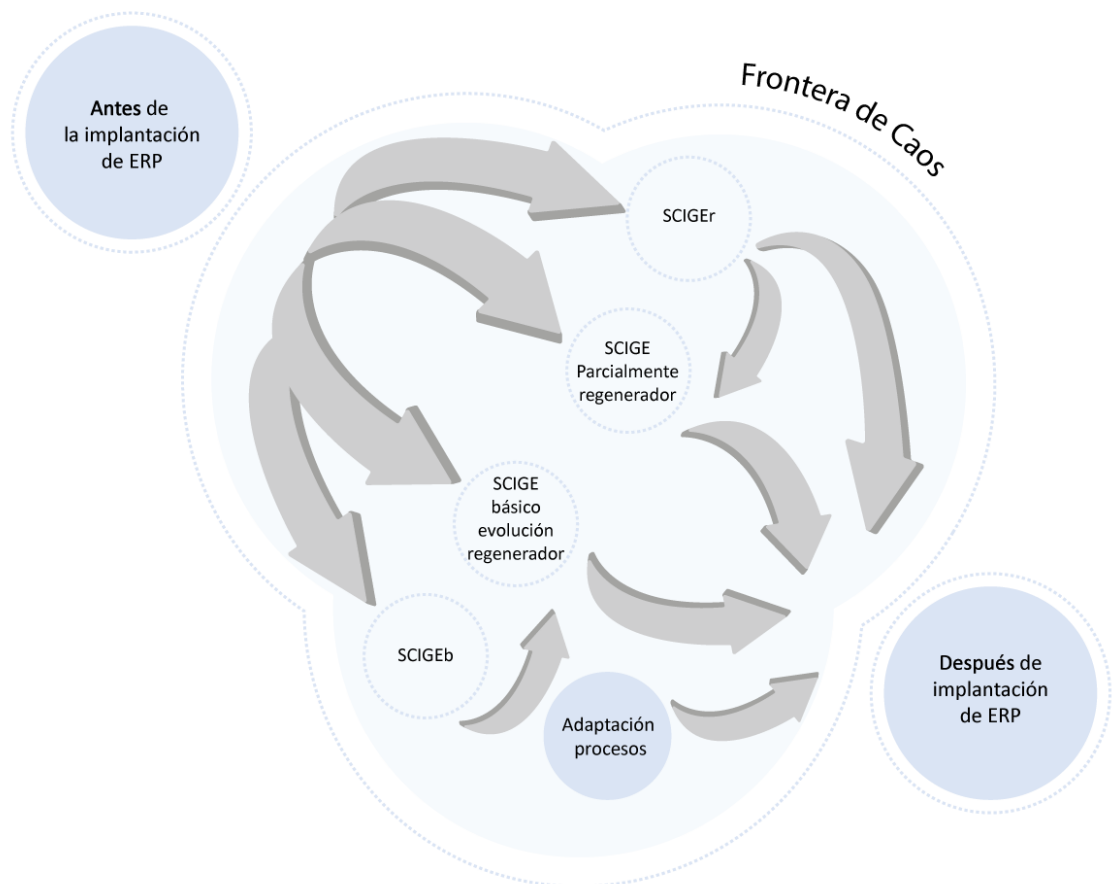 Antes de
la implantación
de ERP
Frontera de Caos
SCIGEr
SCIGE
Parcialmente
regenerador
SCIGE
básico
evolución
regenerador
SCIGEb
Adaptación
procesos
Después de
implantación
de ERP